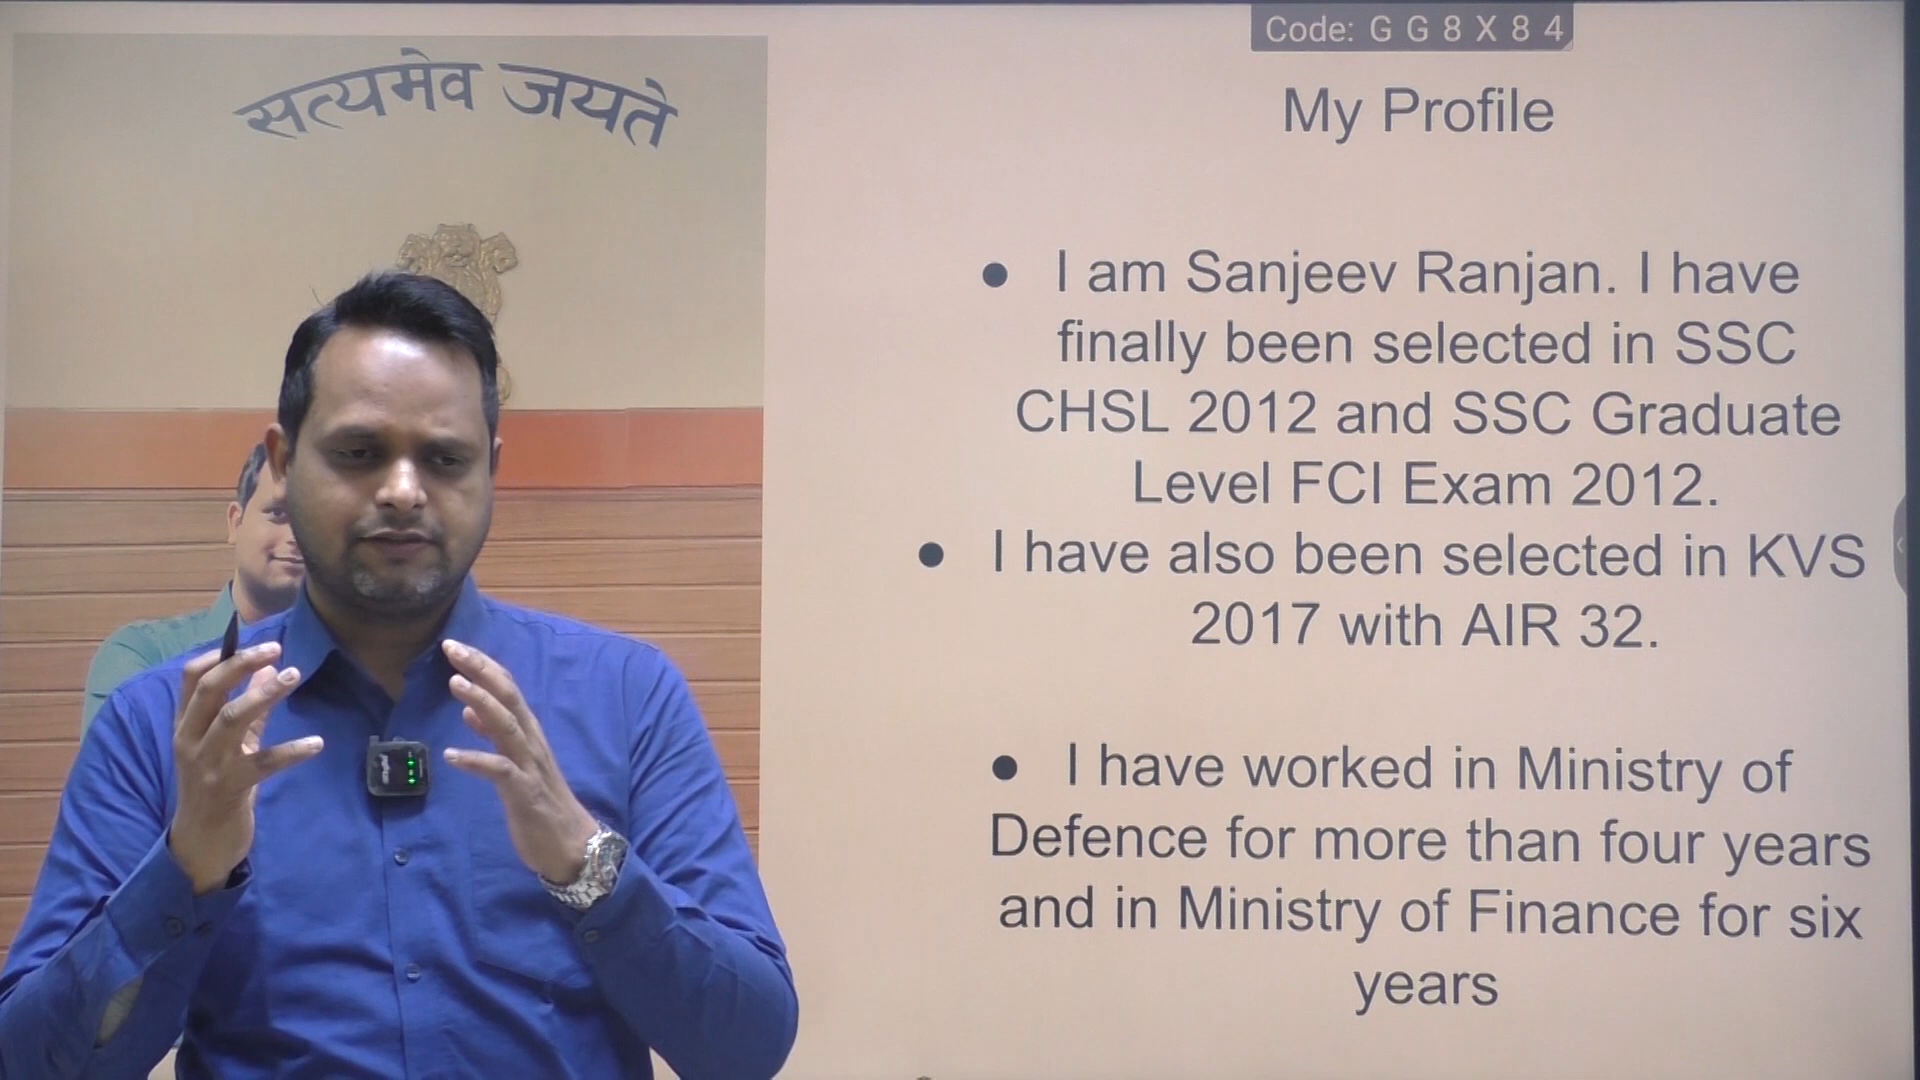 Code: G G 8 X 8 4
सत्यमेव जयते
My Profile
● I am Sanjeev Ranjan. I have
finally been selected in SSC
CHSL 2012 and SSC Graduate
Level FCI Exam 2012.
● I have also been selected in KVS
2017 with AIR 32.
● I have worked in Ministry of
Defence for more than four years
and in Ministry of Finance for six
years